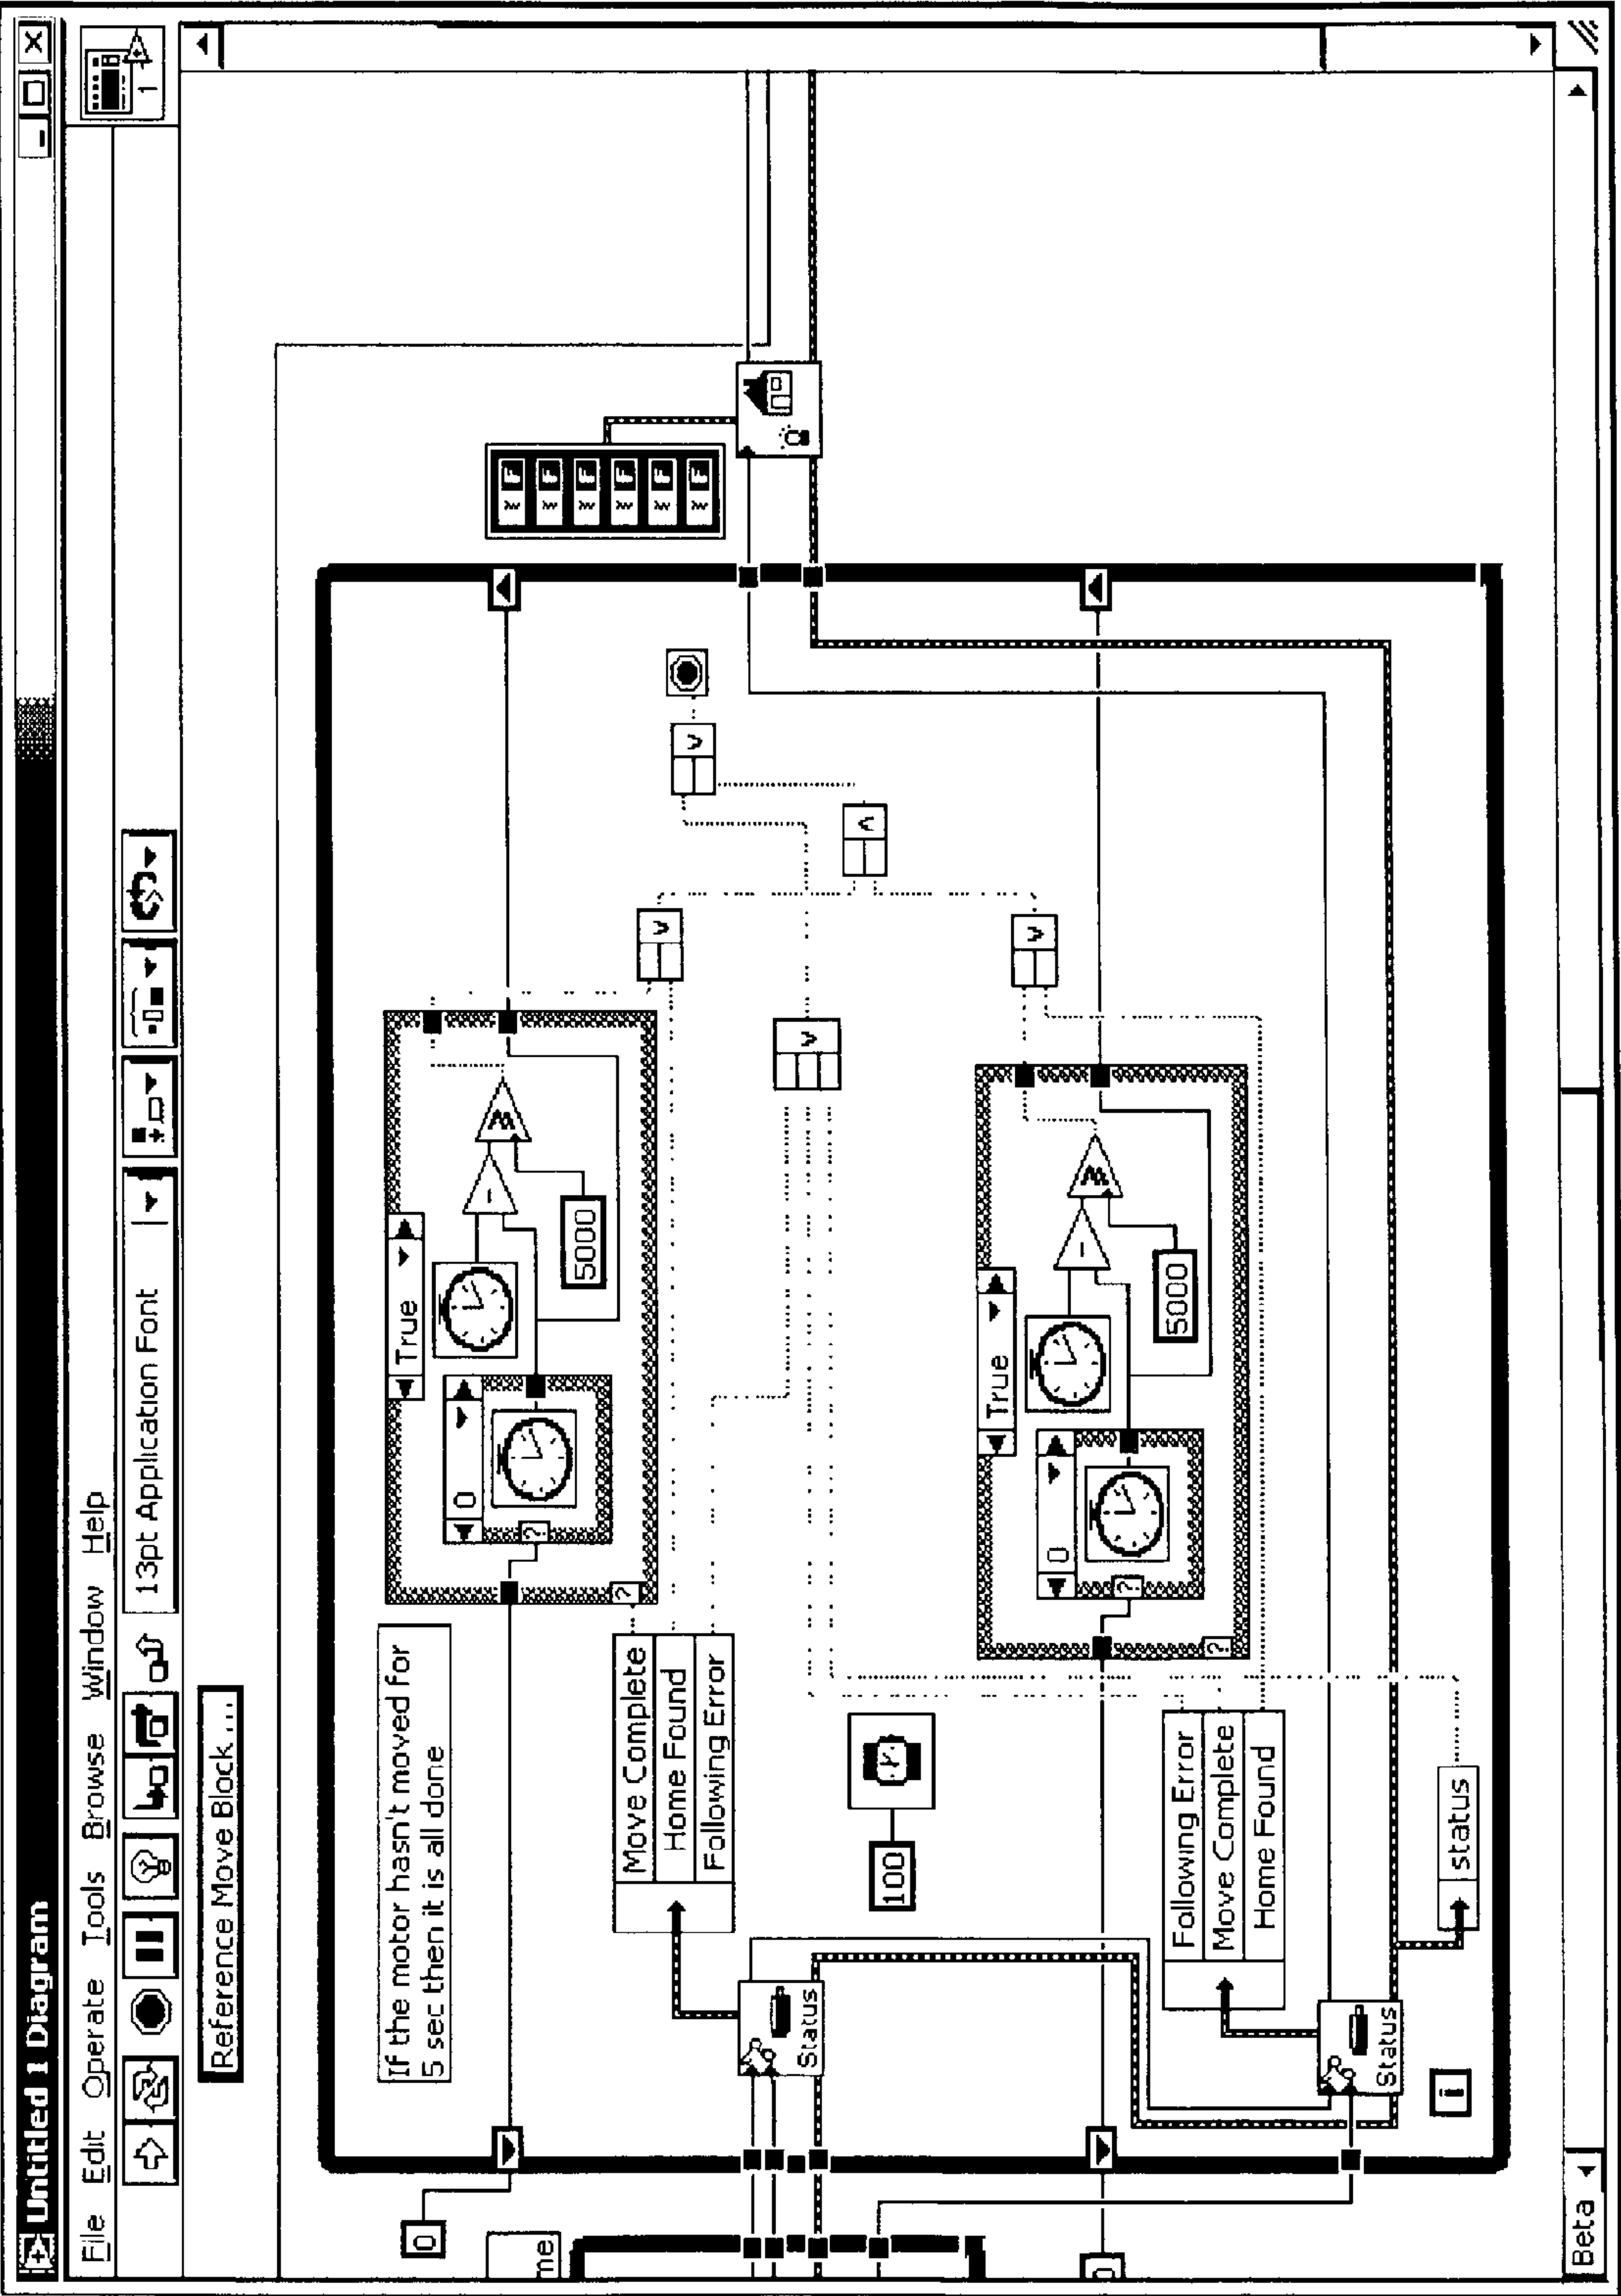 Untitled 1 Diagram
File Edit Operate Tools Browse Window Help
13pt Application Font
1
Reference Move Block ...
0
me
If the motor hasn't moved for
5 sec then it is all done
True
0
?
5000
?
Move Complete
Home Found
Following Error
Status
100
True
0
?
5000
?
Following Error
Move Complete
Home Found
Status
status
i
Beta